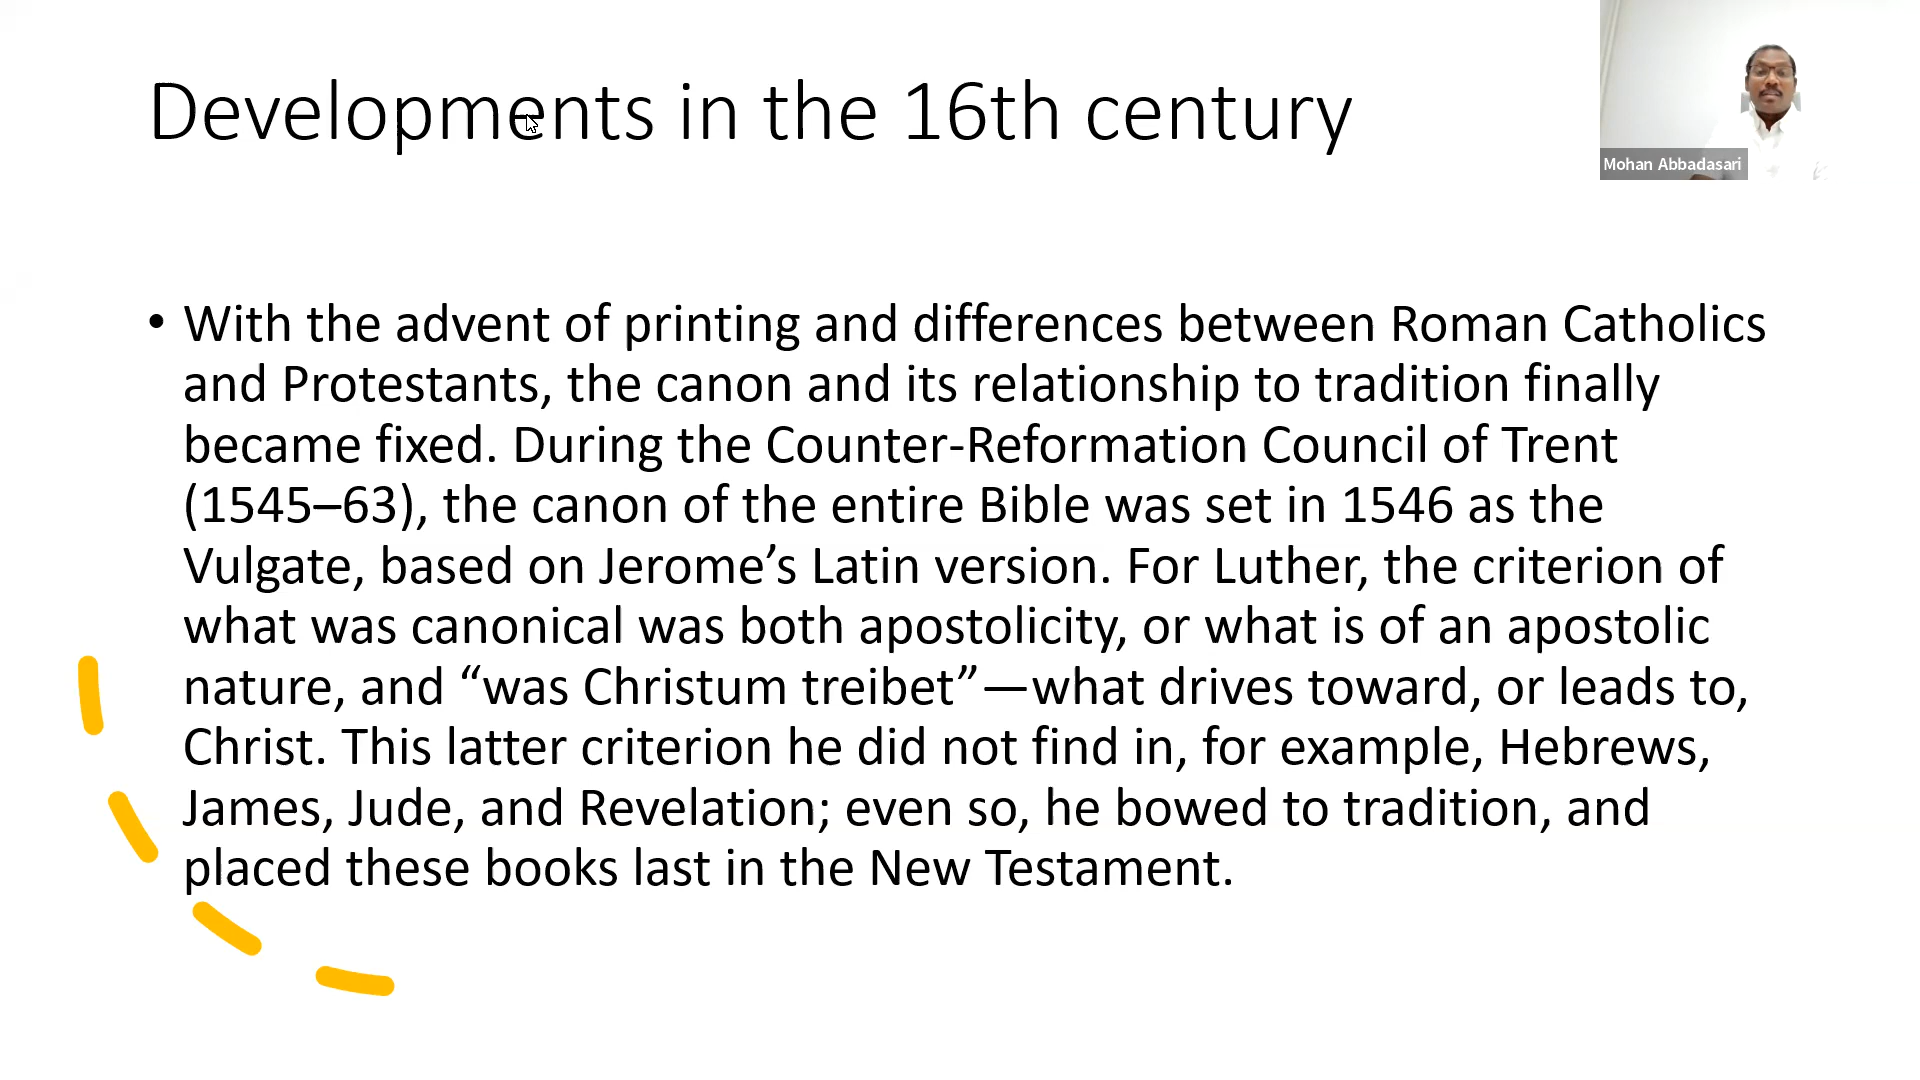 Developments in the 16th century
Mohan Abbadasari
• With the advent of printing and differences between Roman Catholics
and Protestants, the canon and its relationship to tradition finally
became fixed. During the Counter-Reformation Council of Trent
(1545–63), the canon of the entire Bible was set in 1546 as the
Vulgate, based on Jerome’s Latin version. For Luther, the criterion of
what was canonical was both apostolicity, or what is of an apostolic
nature, and “was Christum treibet”—what drives toward, or leads to,
Christ. This latter criterion he did not find in, for example, Hebrews,
James, Jude, and Revelation; even so, he bowed to tradition, and
placed these books last in the New Testament.